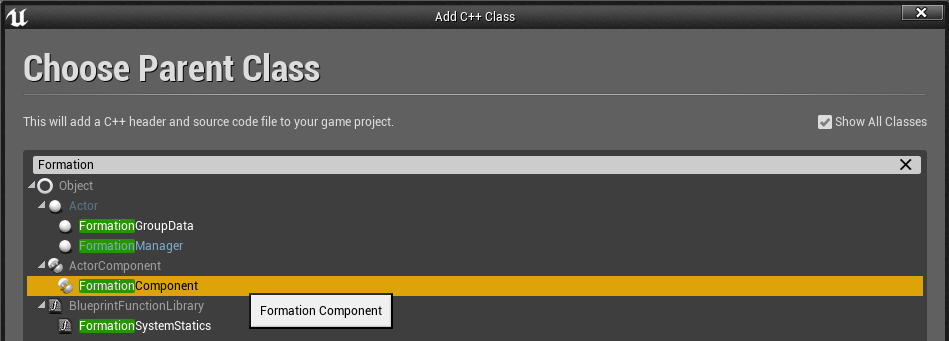 Add C++ Class
Choose Parent Class
This will add a C++ header and source code file to your game project.
Show All Classes
Formation
Object
Actor
FormationGroupData
FormationManager
ActorComponent
FormationComponent
Formation Component
BlueprintFunctionLibrary
FormationSystemStatics